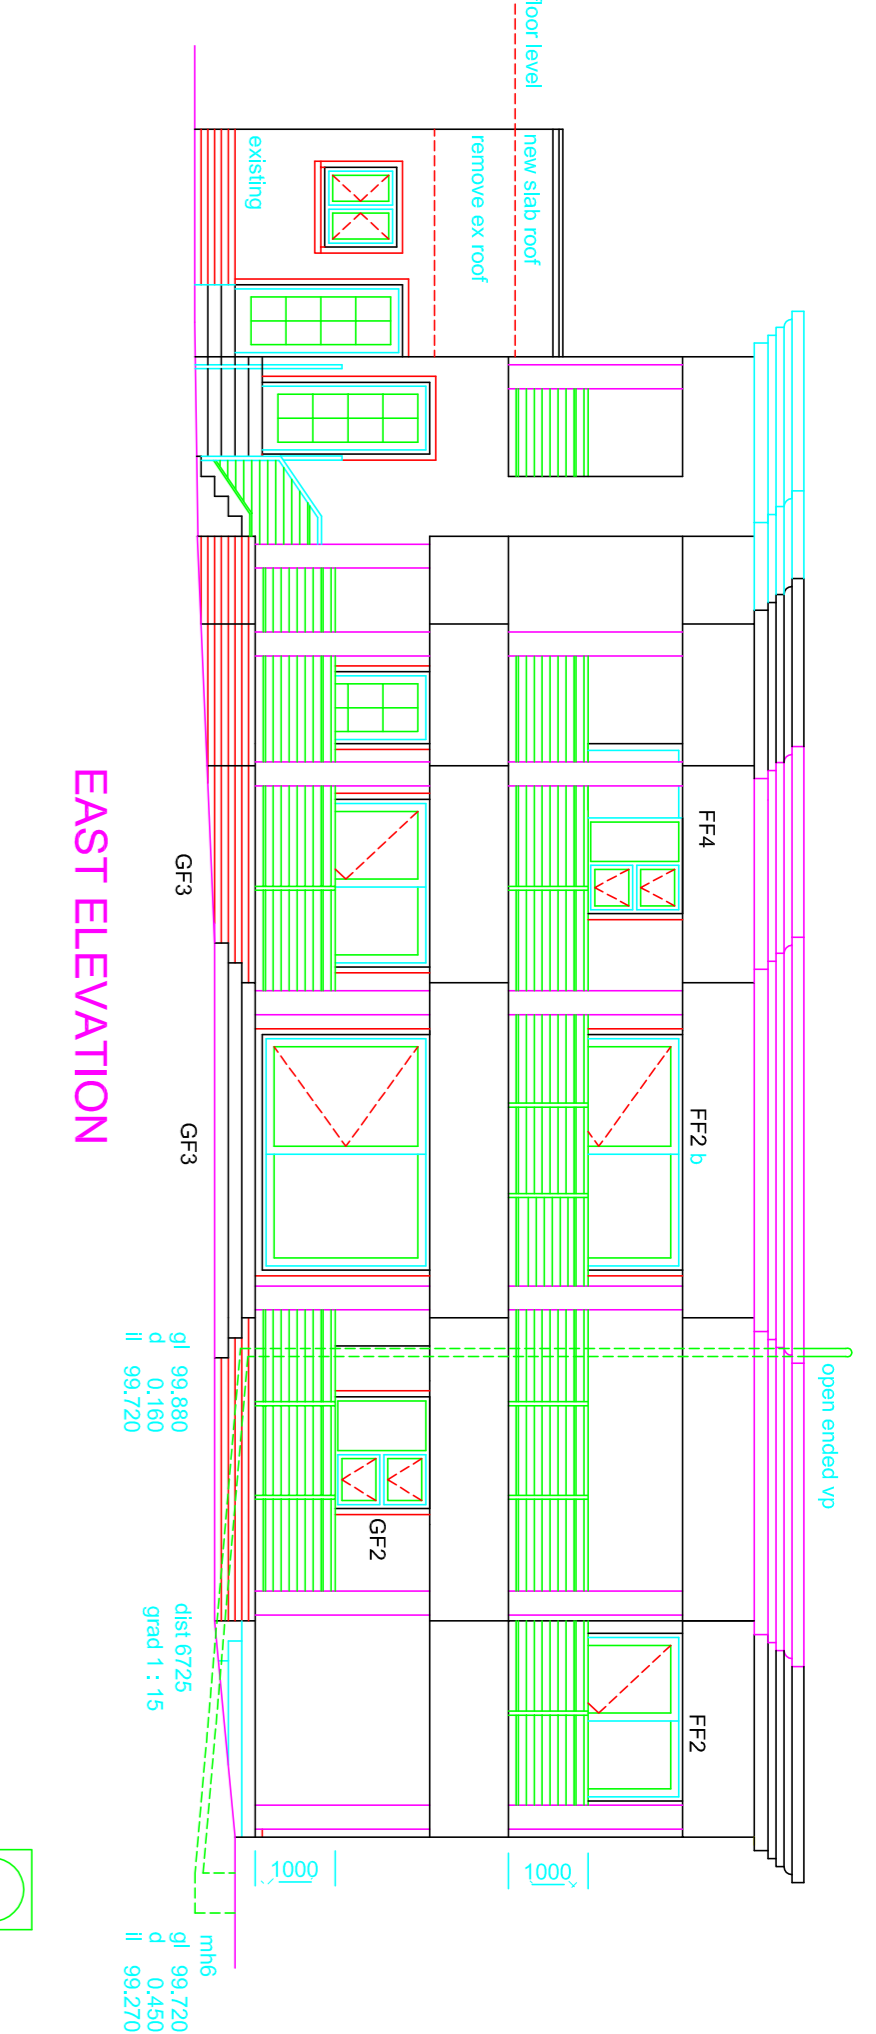 floor level
new slab roof
remove ex roof
existing
open ended vp
FF4
FF2 b
FF2
GF2
GF3
GF3
1000
1000
EAST ELEVATION
gl 99.880
d 0.160
il 99.720
dist 6725
grad 1 : 15
mh6
gl 99.720
d 0.450
il 99.270